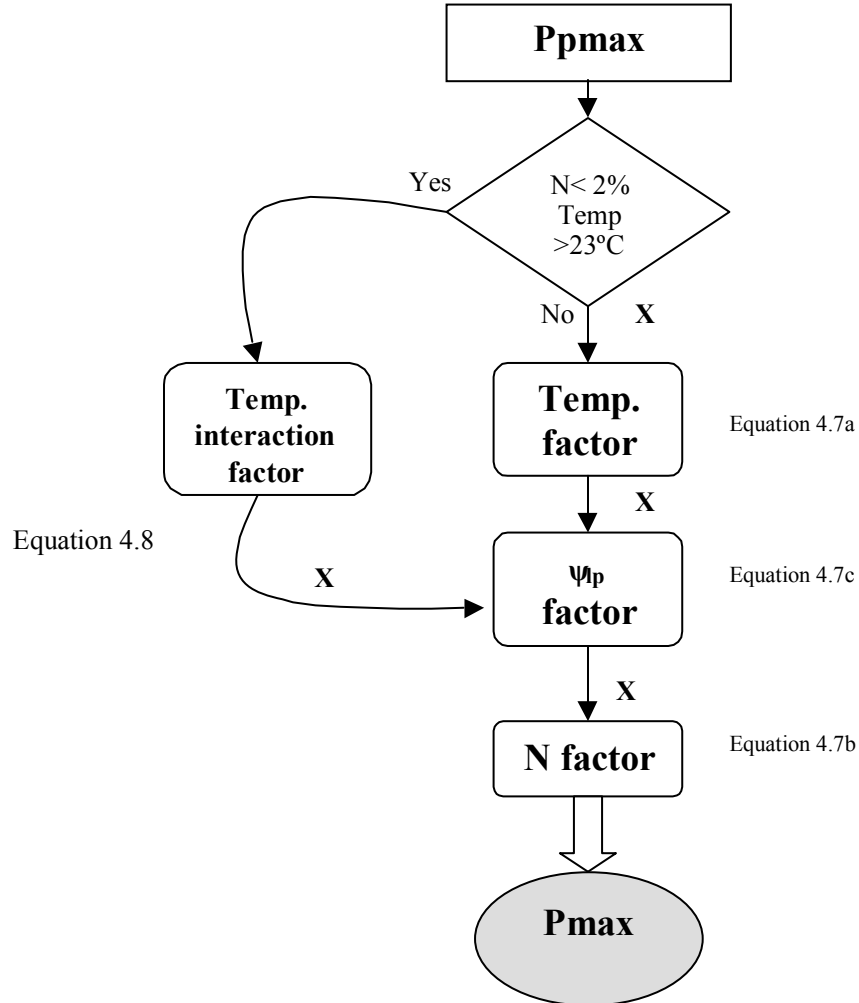 Ppmax
Yes
N< 2%
Temp
>23ºC
No
X
Temp.
interaction
factor
Temp.
factor
Equation 4.7a
X
Equation 4.8
X
ψlp
factor
Equation 4.7c
X
N factor
Equation 4.7b
Pmax